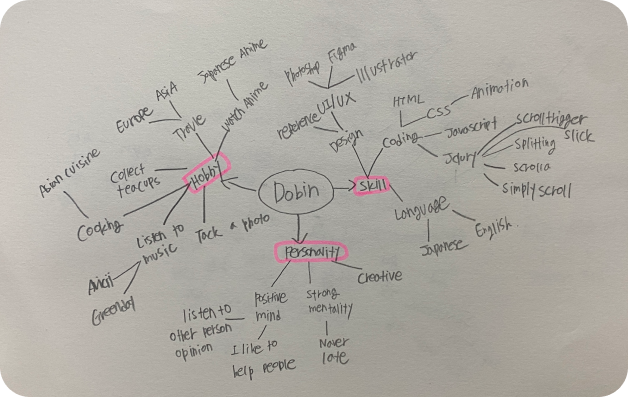 Japanese Anime
Watch Anime
Asia
Europe
Travle
Hobby
Collect
teacups
Asian cuisine
Cooking
Listen to
music
Avicii
Greenday
Tack a photo
Dobin
Skill
Design
reference
UI/UX
Photoshop
Figma
Illustrator
Coding
HTML
CSS
Animation
Javascript
Jqury
Scrolltrigger
Slick
Splitting
Scrolla
Simply scroll
Language
Japanese
English.
Personality
Positive
mind
listen to
other person
opinion
I like to
help people
Strong
mentality
Never
late
Creative